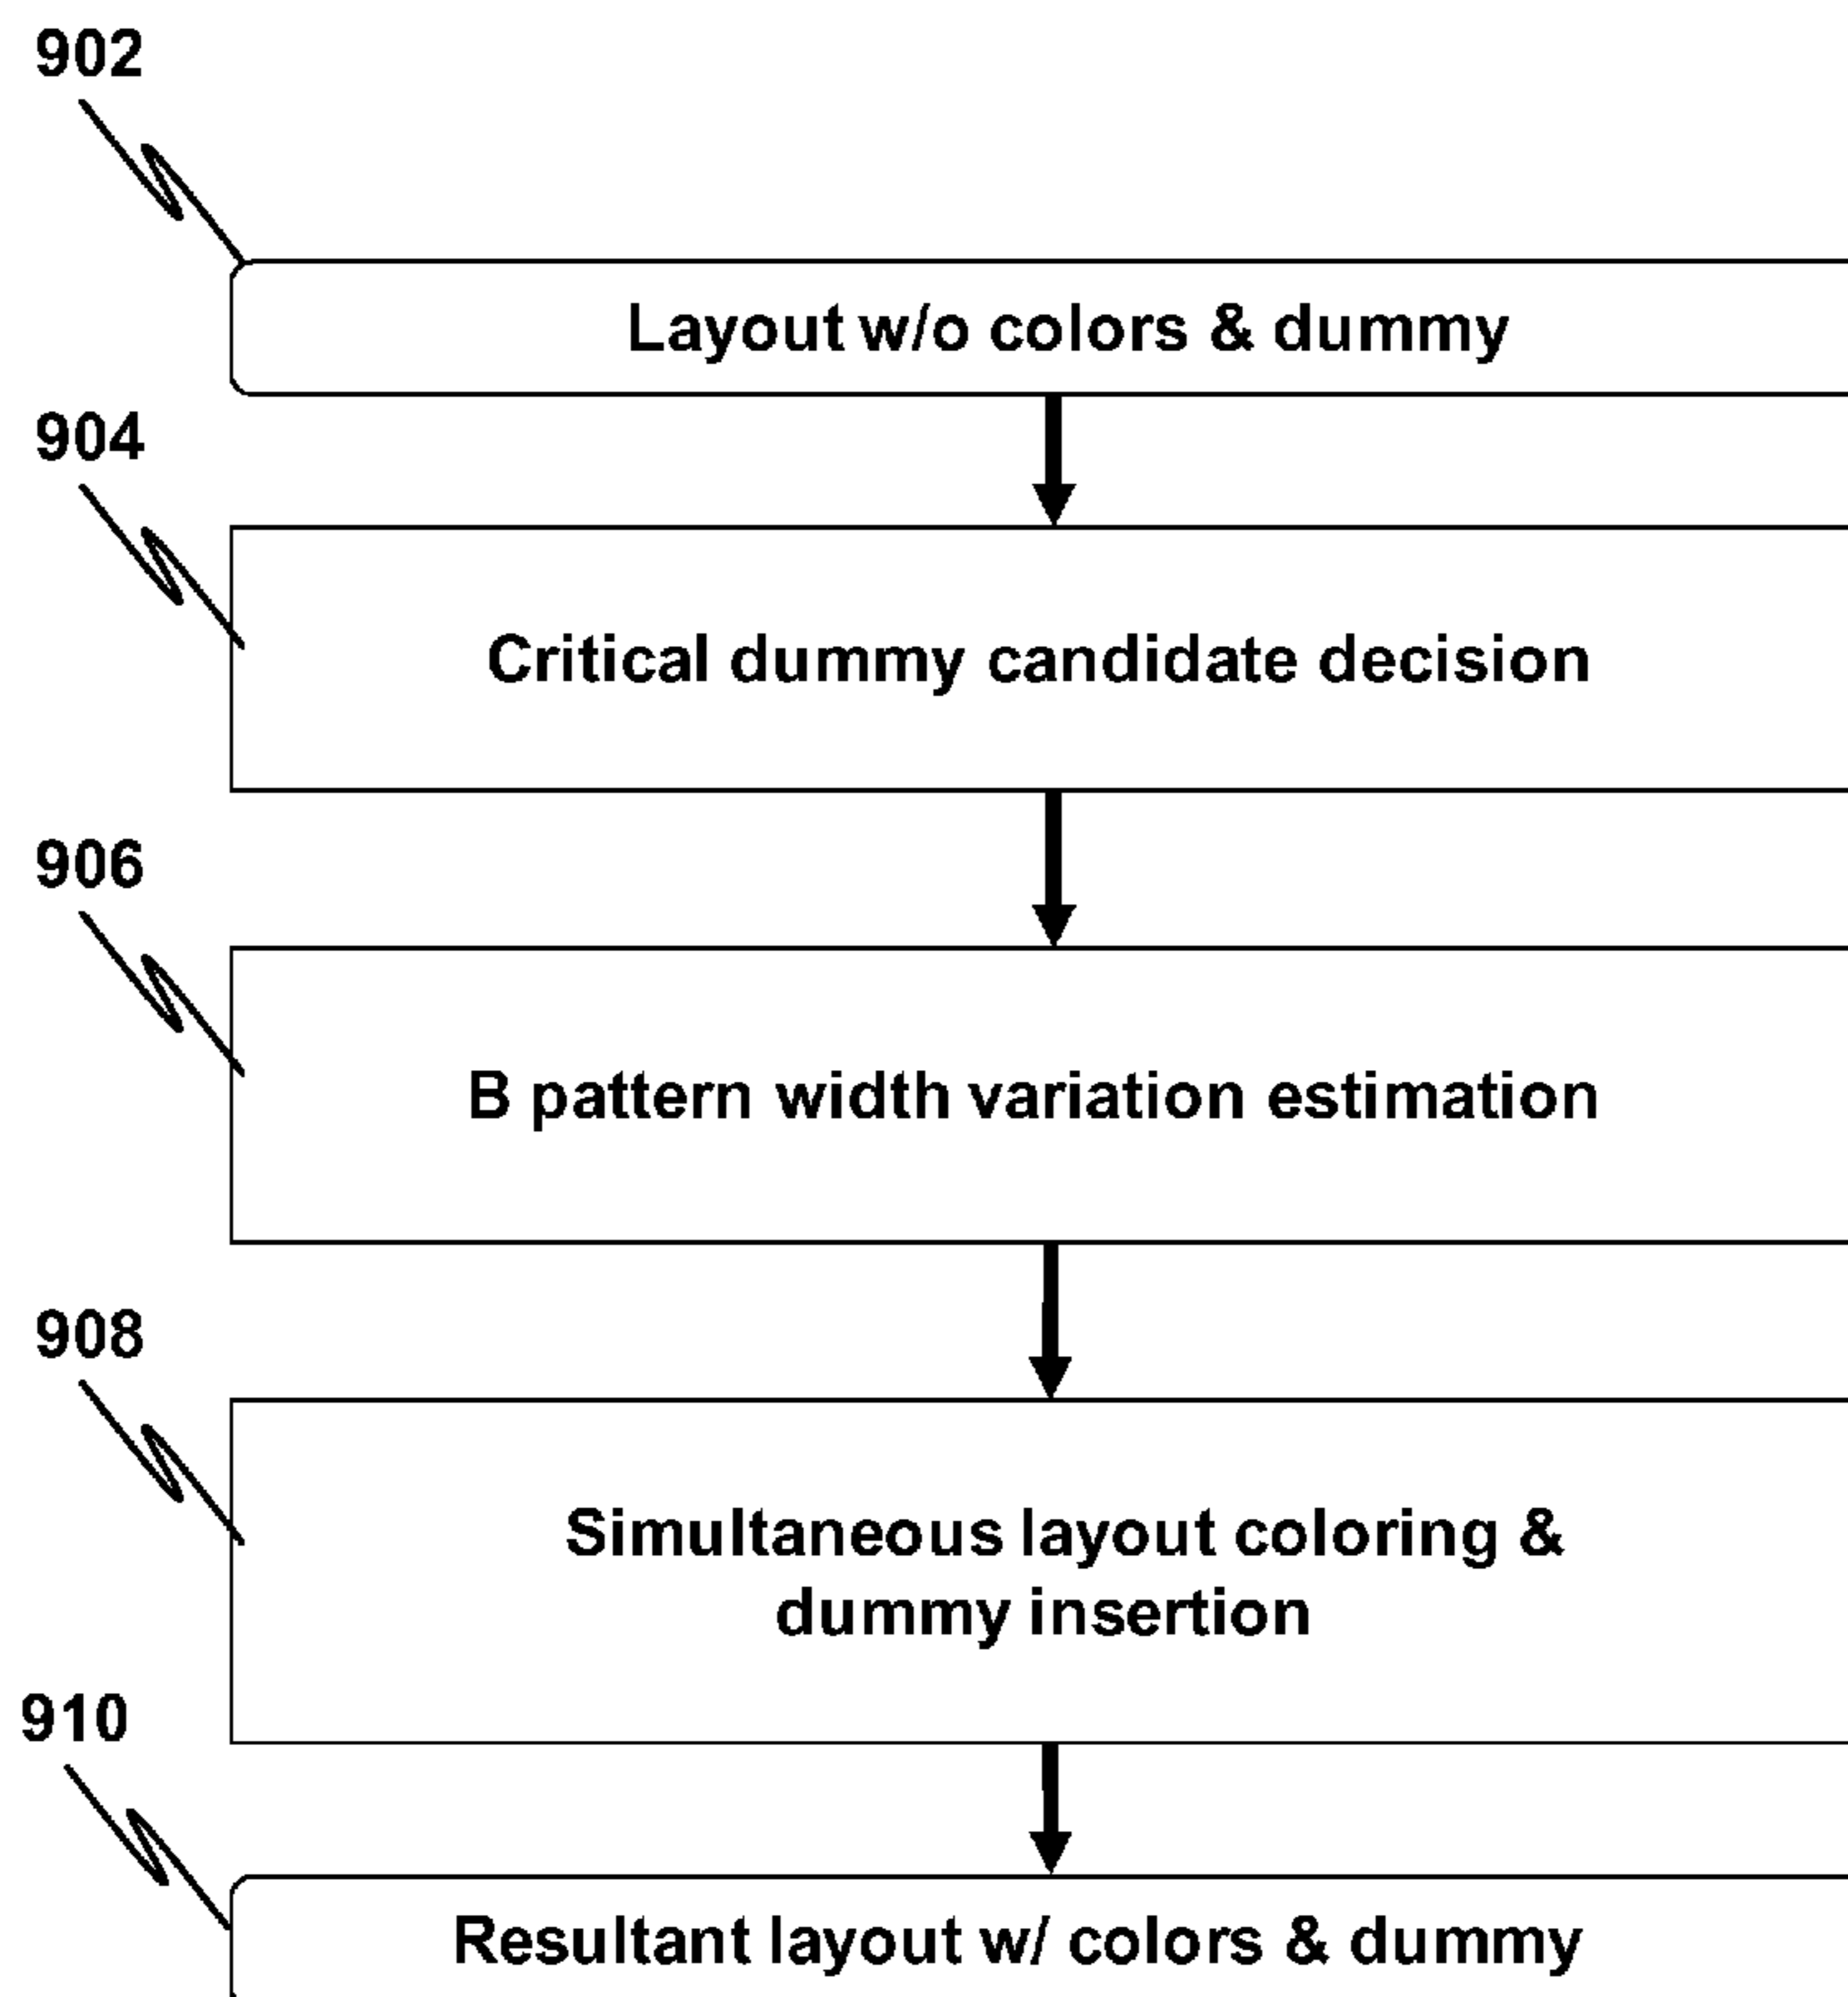 902
Layout w/o colors & dummy
904
Critical dummy candidate decision
906
B pattern width variation estimation
908
Simultaneous layout coloring &
dummy insertion
910
Resultant layout w/ colors & dummy